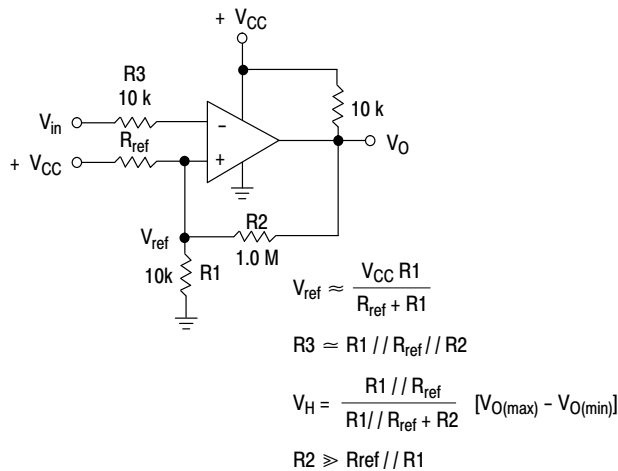 + VCC
R3
10 k
10 k
Vin
−
Rref
VO
+ VCC
+
R2
Vref
1.0 M
10k
R1
Vref ≈ VCC R1 / Rref + R1
R3 ≃ R1 / / Rref / / R2
VH = R1 / / Rref / R1/ / Rref + R2 [VO(max) − VO(min)]
R2 ≫ Rref / / R1